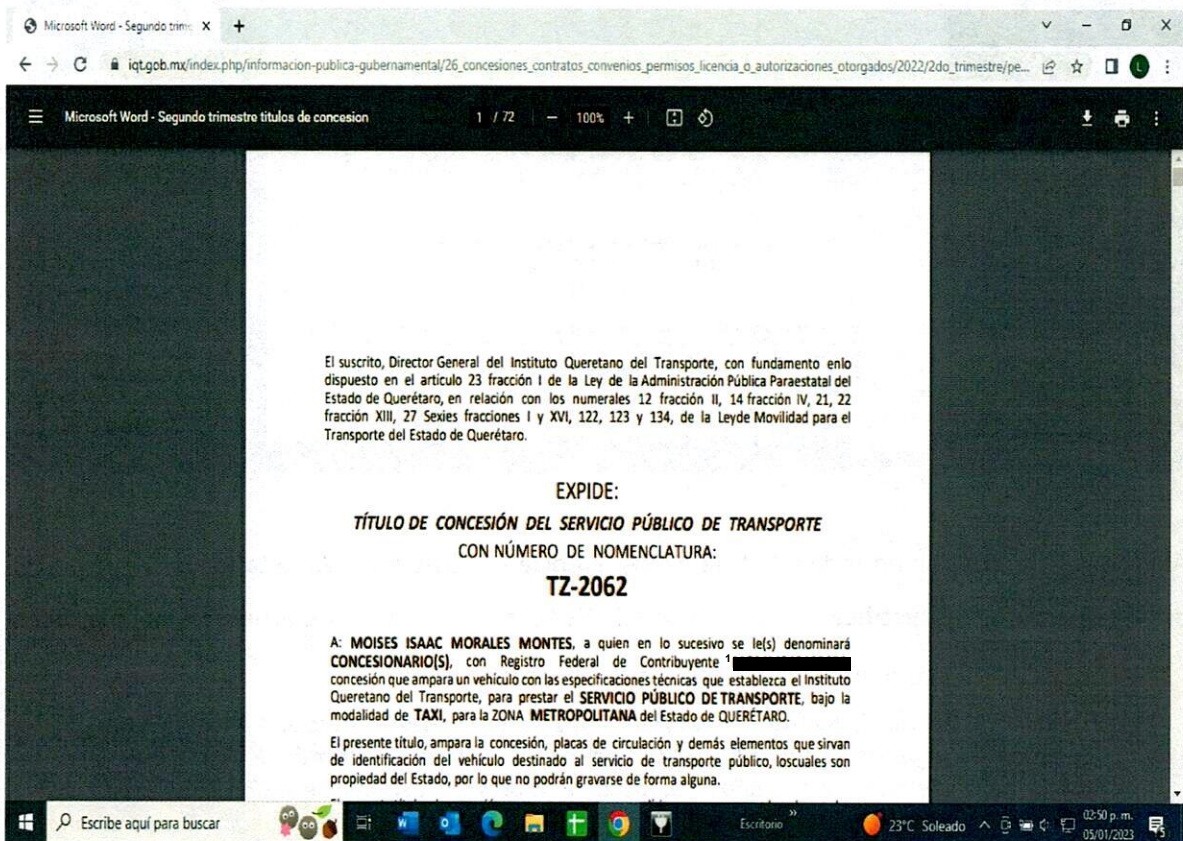 Microsoft Word - Segundo trim
iqt.gob.mx/index.php/informacion-publica-gubernamental/26_concesiones_contratos_convenios_permisos_licencia_o_autorizaciones_otorgados/2022/2do_trimestre/pe...
L
Microsoft Word - Segundo trimestre titulos de concesion
1 / 72
100%
El suscrito, Director General del Instituto Queretano del Transporte, con fundamento enlo
dispuesto en el artículo 23 fracción I de la Ley de la Administración Pública Paraestatal del
Estado de Querétaro, en relación con los numerales 12 fracción II, 14 fracción IV, 21, 22
fracción XIII, 27 Sexies fracciones I y XVI, 122, 123 y 134, de la Leyde Movilidad para el
Transporte del Estado de Querétaro.
EXPIDE:
TÍTULO DE CONCESIÓN DEL SERVICIO PÚBLICO DE TRANSPORTE
CON NÚMERO DE NOMENCLATURA:
TZ-2062
A: MOISES ISAAC MORALES MONTES, a quien en lo sucesivo se le(s) denominará
CONCESIONARIO(S), con Registro Federal de Contribuyente 1
concesión que ampara un vehículo con las especificaciones técnicas que establezca el Instituto
Queretano del Transporte, para prestar el SERVICIO PÚBLICO DE TRANSPORTE, bajo la
modalidad de TAXI, para la ZONA METROPOLITANA del Estado de QUERÉTARO.
El presente título, ampara la concesión, placas de circulación y demás elementos que sirvan
de identificación del vehículo destinado al servicio de transporte público, loscuales son
propiedad del Estado, por lo que no podrán gravarse de forma alguna.
Escribe aquí para buscar
Escritorio
23°C Soleado
02:50 p. m.
05/01/2023